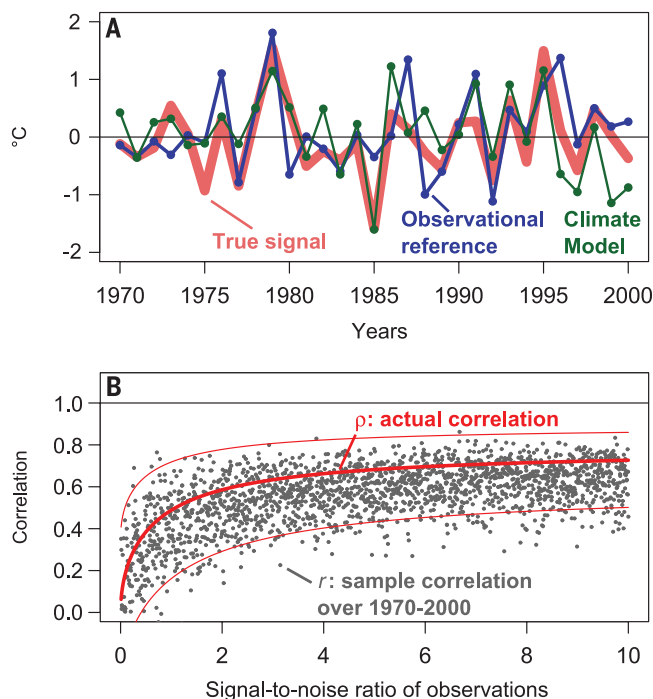 A
2
1
0
-1
-2
°C
True signal
Observational
reference
Climate
Model
1970 1975 1980 1985 1990 1995 2000
Years
B
1.0
0.8
0.6
0.4
0.2
0.0
Correlation
ρ: actual correlation
r: sample correlation
over 1970-2000
0 2 4 6 8 10
Signal-to-noise ratio of observations